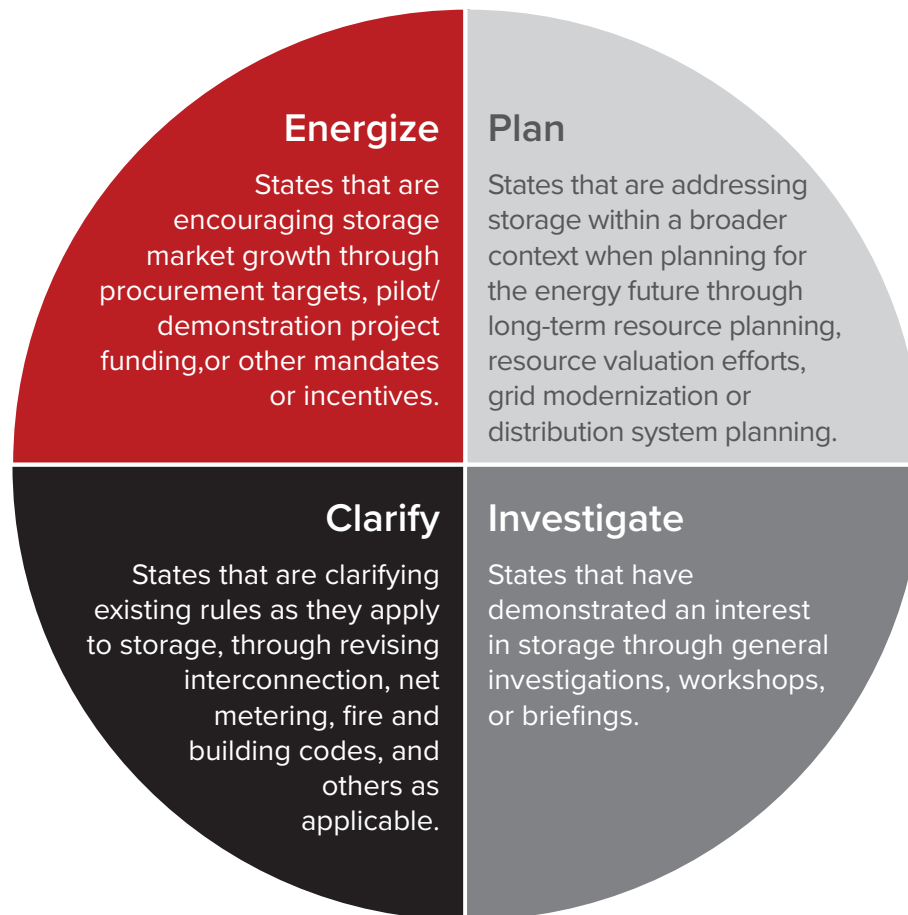 Energize
States that are
encouraging storage
market growth through
procurement targets, pilot/
demonstration project
funding,or other mandates
or incentives.
Plan
States that are addressing
storage within a broader
context when planning for
the energy future through
long-term resource planning,
resource valuation efforts,
grid modernization or
distribution system planning.
Clarify
States that are clarifying
existing rules as they apply
to storage, through revising
interconnection, net
metering, fire and
building codes, and
others as
applicable.
Investigate
States that have
demonstrated an interest
in storage through general
investigations, workshops,
or briefings.